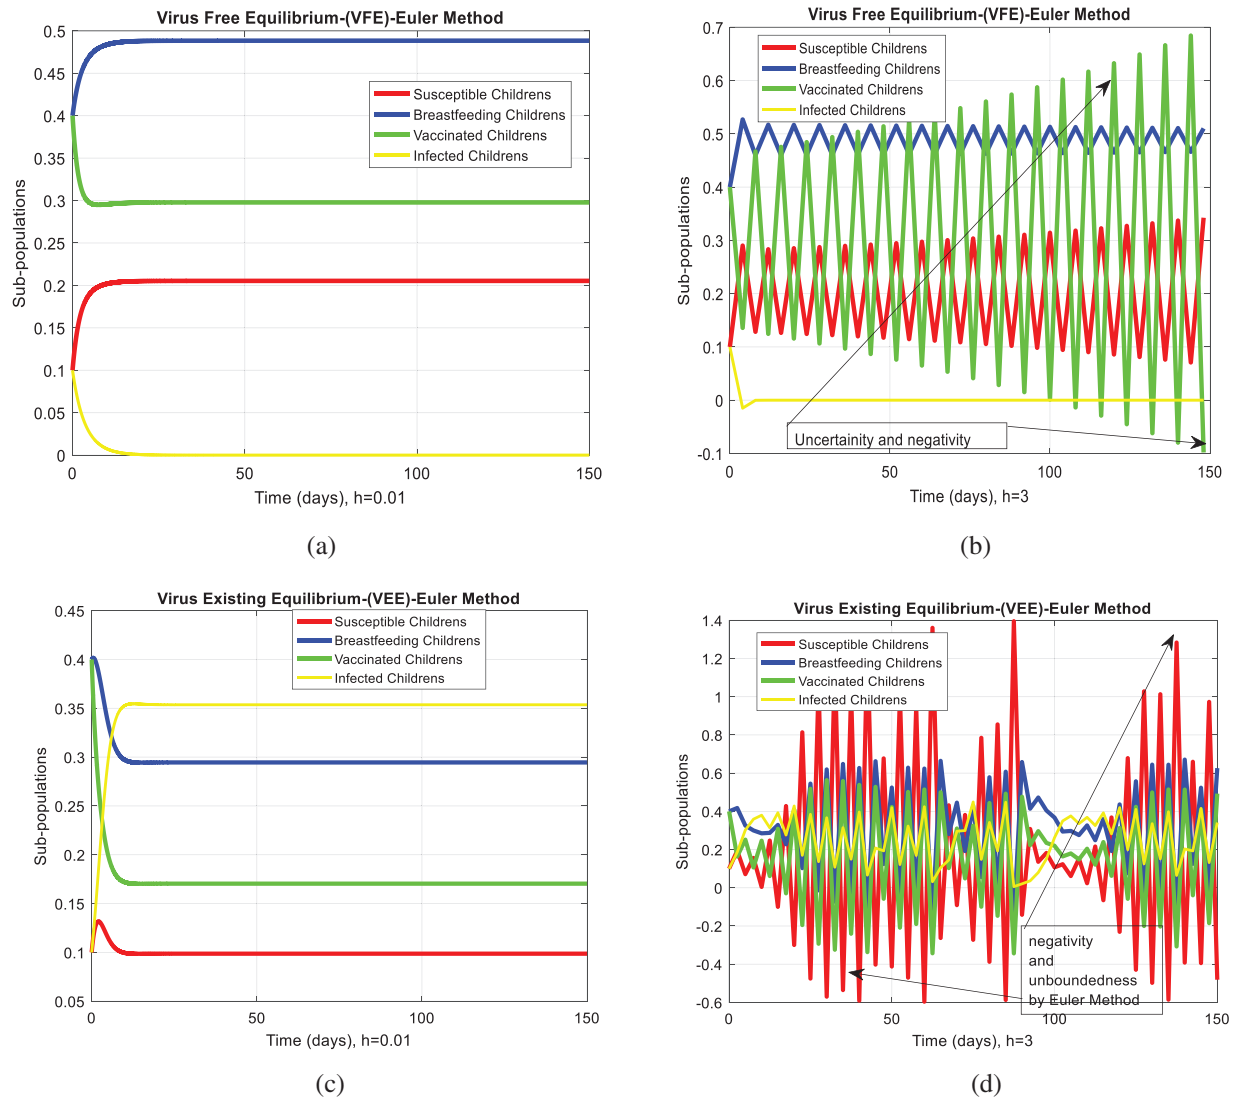 Virus Free Equilibrium-(VFE)-Euler Method
0.5
0.45
0.4
0.35
0.3
0.25
0.2
0.15
0.1
0.05
0
Sub-populations
Susceptible Childrens
Breastfeeding Childrens
Vaccinated Childrens
Infected Childrens
0 50 100 150
Time (days), h=0.01
(a)
Virus Free Equilibrium-(VFE)-Euler Method
0.7
0.6
0.5
0.4
0.3
0.2
0.1
0
-0.1
Sub-populations
Susceptible Childrens
Breastfeeding Childrens
Vaccinated Childrens
Infected Childrens
Uncertainity and negativity
0 50 100 150
Time (days), h=3
(b)
Virus Existing Equilibrium-(VEE)-Euler Method
0.45
0.4
0.35
0.3
0.25
0.2
0.15
0.1
0.05
Sub-populations
Susceptible Childrens
Breastfeeding Childrens
Vaccinated Childrens
Infected Childrens
0 50 100 150
Time (days), h=0.01
(c)
Virus Existing Equilibrium-(VEE)-Euler Method
1.4
1.2
1
0.8
0.6
0.4
0.2
0
-0.2
-0.4
-0.6
Sub-populations
Susceptible Childrens
Breastfeeding Childrens
Vaccinated Childrens
Infected Childrens
negativity
and
unboundedness
by Euler Method
0 50 100 150
Time (days), h=3
(d)